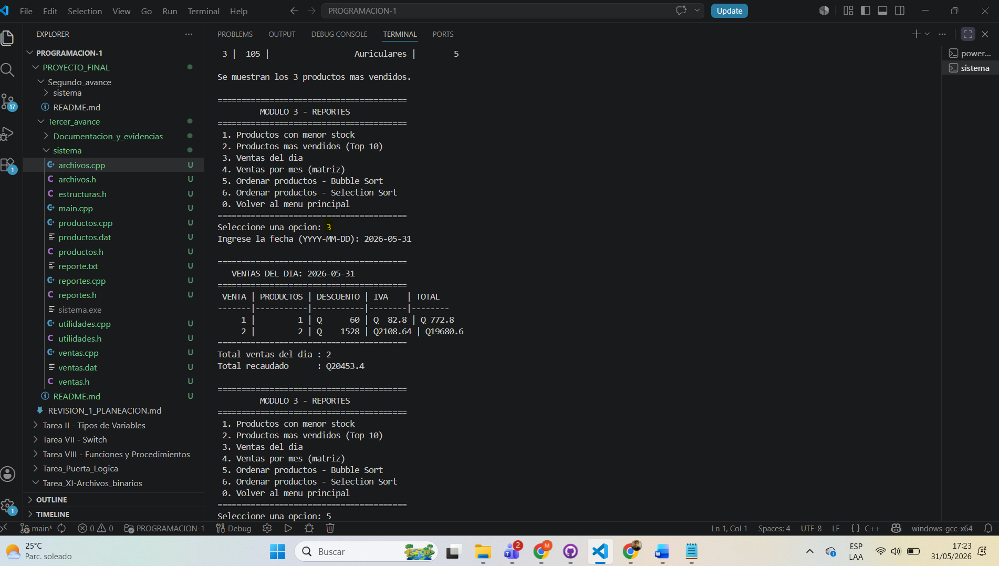 File Edit Selection View Go Run Terminal Help
PROGRAMACION-1
Update
EXPLORER
PROGRAMACION-1
PROYECTO_FINAL
Segundo_avance
sistema
README.md
Tercer_avance
Documentacion_y_evidencias
sistema
archivos.cpp U
archivos.h U
estructuras.h U
main.cpp U
productos.cpp U
productos.dat U
productos.h U
reporte.txt U
reportes.cpp U
reportes.h U
sistema.exe
utilidades.cpp U
utilidades.h U
ventas.cpp U
ventas.dat U
ventas.h U
README.md U
REVISION_1_PLANEACION.md
Tarea II - Tipos de Variables
Tarea VII - Switch
Tarea VIII - Funciones y Procedimientos
Tarea_Puerta_Logica
Tarea_XI-Archivos_binarios
OUTLINE
TIMELINE
17
1
1
PROBLEMS OUTPUT DEBUG CONSOLE TERMINAL PORTS
power...
sistema
3 | 105 | Auriculares | 5
Se muestran los 3 productos mas vendidos.
========================================
MODULO 3 - REPORTES
========================================
1. Productos con menor stock
2. Productos mas vendidos (Top 10)
3. Ventas del dia
4. Ventas por mes (matriz)
5. Ordenar productos - Bubble Sort
6. Ordenar productos - Selection Sort
0. Volver al menu principal
========================================
Seleccione una opcion: 3
Ingrese la fecha (YYYY-MM-DD): 2026-05-31
========================================
VENTAS DEL DIA: 2026-05-31
========================================
VENTA | PRODUCTOS | DESCUENTO | IVA | TOTAL
-------|-----------|-----------|--------|--------
1 | 1 | Q 60 | Q 82.8 | Q 772.8
2 | 2 | Q 1528 | Q2108.64 | Q19680.6
========================================
Total ventas del dia : 2
Total recaudado : Q20453.4
========================================
MODULO 3 - REPORTES
========================================
1. Productos con menor stock
2. Productos mas vendidos (Top 10)
3. Ventas del dia
4. Ventas por mes (matriz)
5. Ordenar productos - Bubble Sort
6. Ordenar productos - Selection Sort
0. Volver al menu principal
========================================
Seleccione una opcion: 5
main* 0 0 PROGRAMACION-1 Debug Ln 1, Col 1 Spaces: 4 UTF-8 LF {} C++ windows-gcc-x64
25°C
Parc. soleado
Buscar
2
M
ESP
LAA
17:23
31/05/2026